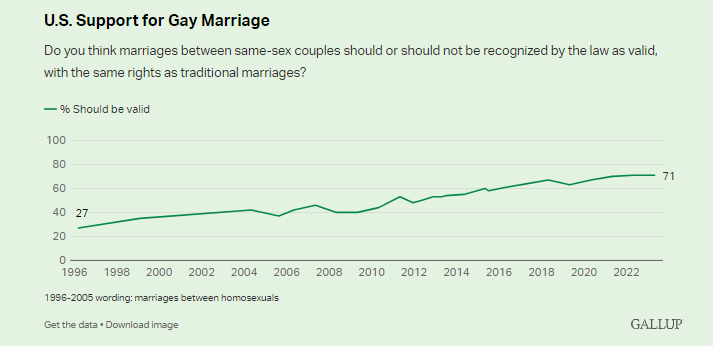 U.S. Support for Gay Marriage
Do you think marriages between same-sex couples should or should not be recognized by the law as valid,
with the same rights as traditional marriages?
% Should be valid
100
80
60
40
20
0
27
71
1996 1998 2000 2002 2004 2006 2008 2010 2012 2014 2016 2018 2020 2022
1996-2005 wording: marriages between homosexuals
Get the data • Download image
GALLUP